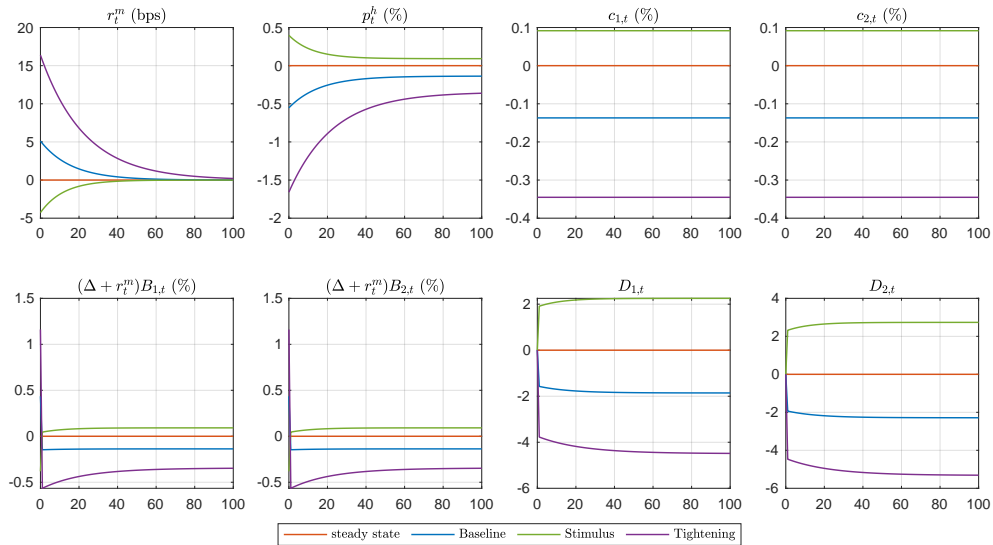 r_t^m (bps)
20
15
10
5
0
-5
0 20 40 60 80 100
p_t^h (%)
0.5
0
-0.5
-1
-1.5
-2
0 20 40 60 80 100
c_{1,t} (%)
0.1
0
-0.1
-0.2
-0.3
-0.4
0 20 40 60 80 100
c_{2,t} (%)
0.1
0
-0.1
-0.2
-0.3
-0.4
0 20 40 60 80 100
(Δ + r_t^m)B_{1,t} (%)
1.5
1
0.5
0
-0.5
0 20 40 60 80 100
(Δ + r_t^m)B_{2,t} (%)
1.5
1
0.5
0
-0.5
0 20 40 60 80 100
D_{1,t}
2
0
-2
-4
-6
0 20 40 60 80 100
D_{2,t}
4
2
0
-2
-4
-6
0 20 40 60 80 100
steady state Baseline Stimulus Tightening